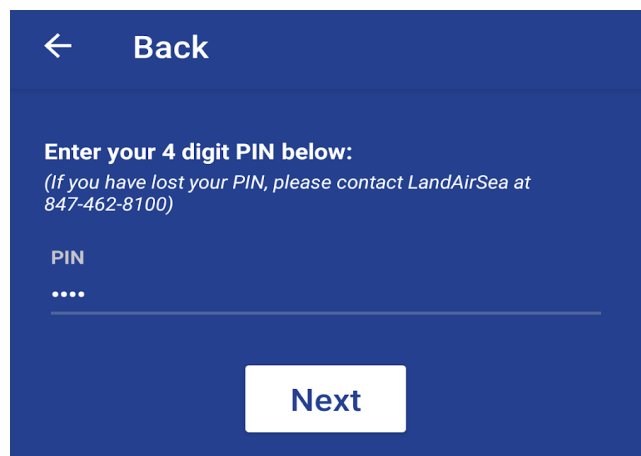 Back
Enter your 4 digit PIN below:
(If you have lost your PIN, please contact LandAirSea at
847-462-8100)
PIN
••••
Next